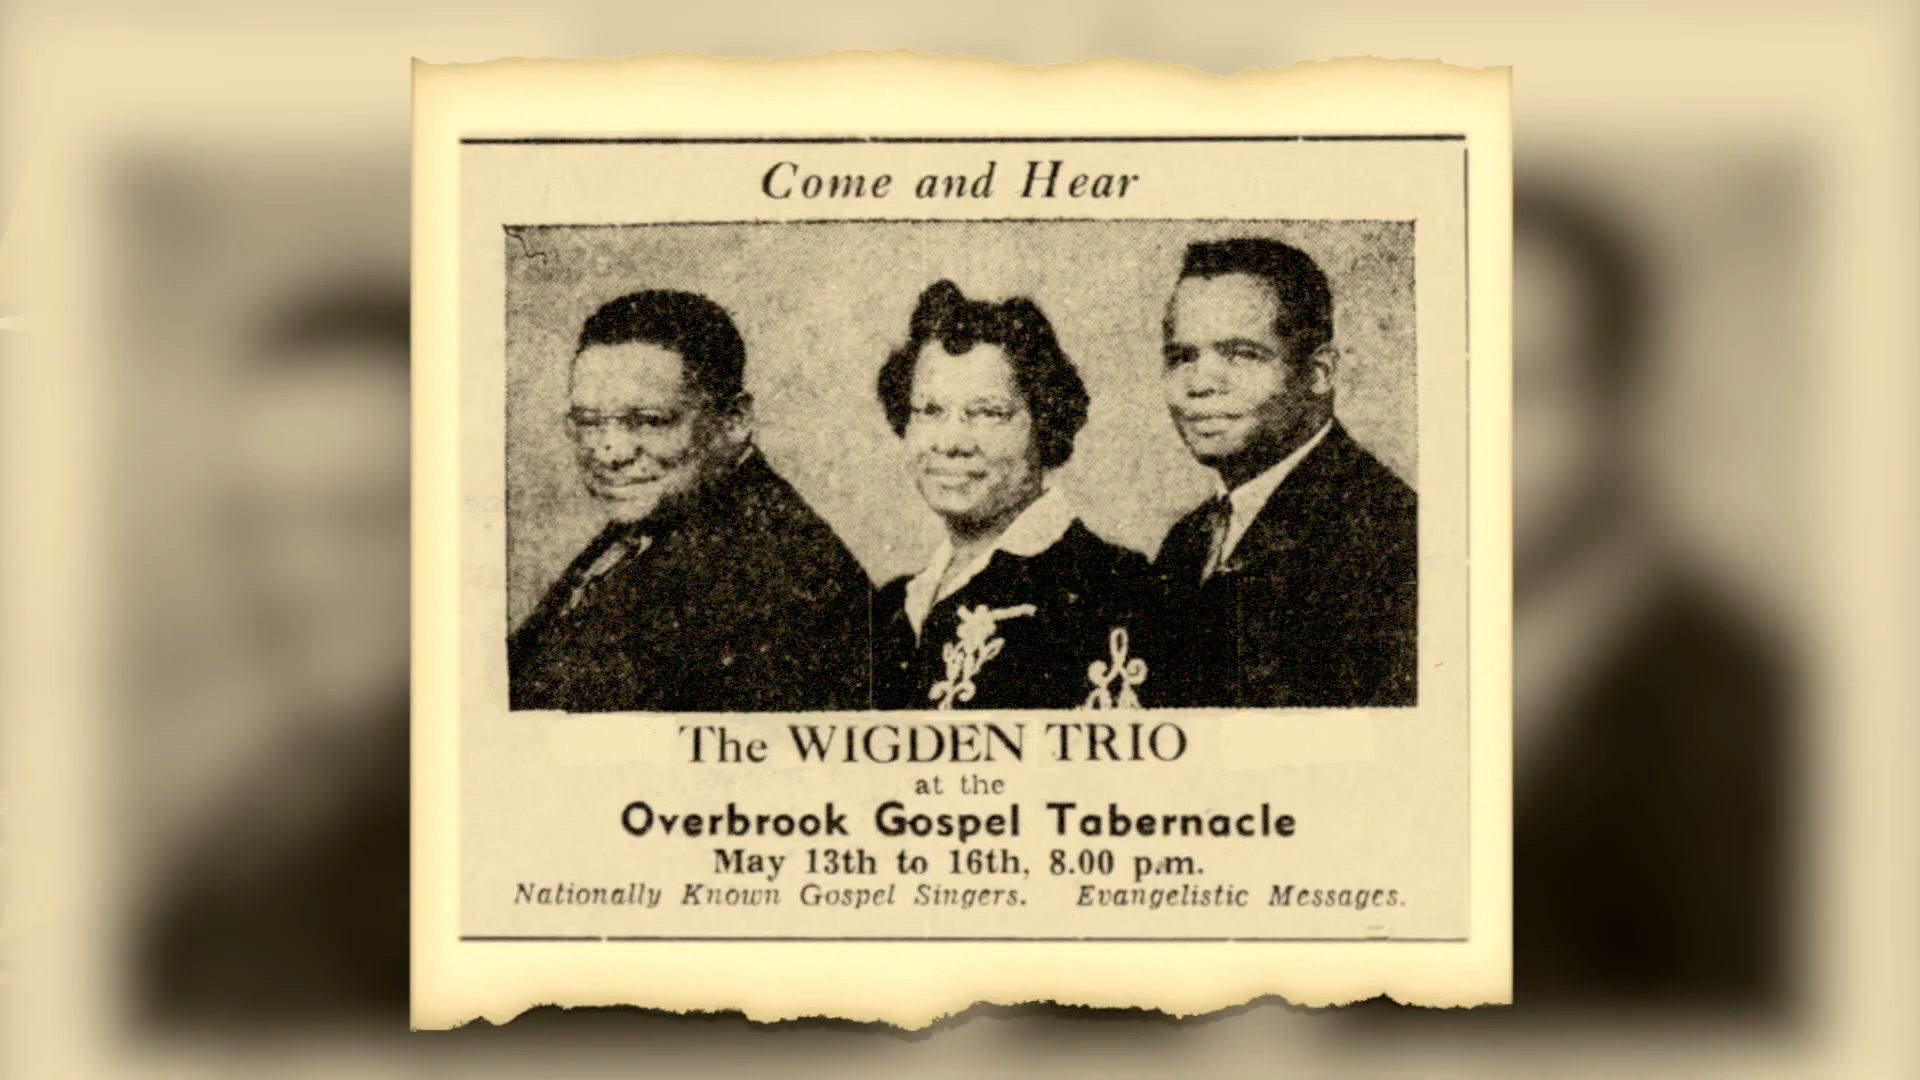 Come and Hear
The WIGDEN TRIO
at the
Overbrook Gospel Tabernacle
May 13th to 16th, 8.00 p.m.
Nationally Known Gospel Singers. Evangelistic Messages.